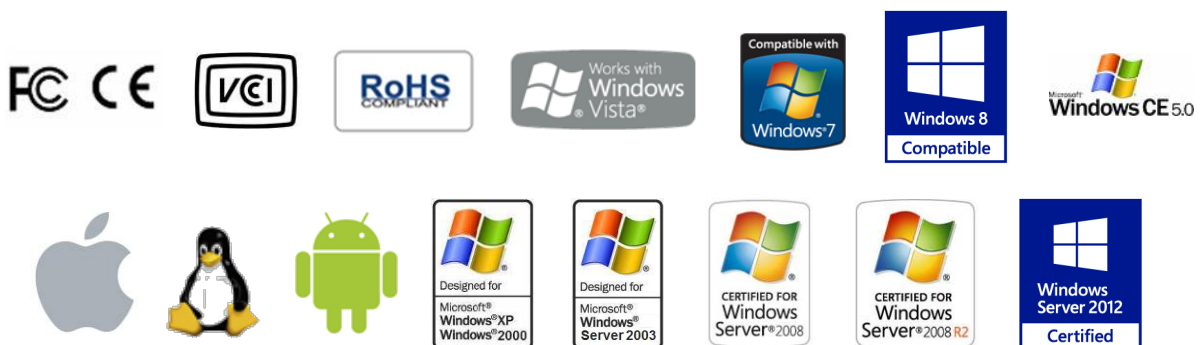 FC CE
VCI
RoHS
COMPLIANT
Works with
Windows
Vista®
Compatible with
Windows®7
Windows 8
Compatible
Microsoft®
Windows CE 5.0
Designed for
Microsoft®
Windows®XP
Windows®2000
Designed for
Microsoft®
Windows®
Server 2003
CERTIFIED FOR
Windows
Server®2008
CERTIFIED FOR
Windows
Server®2008 R2
Windows
Server 2012
Certified